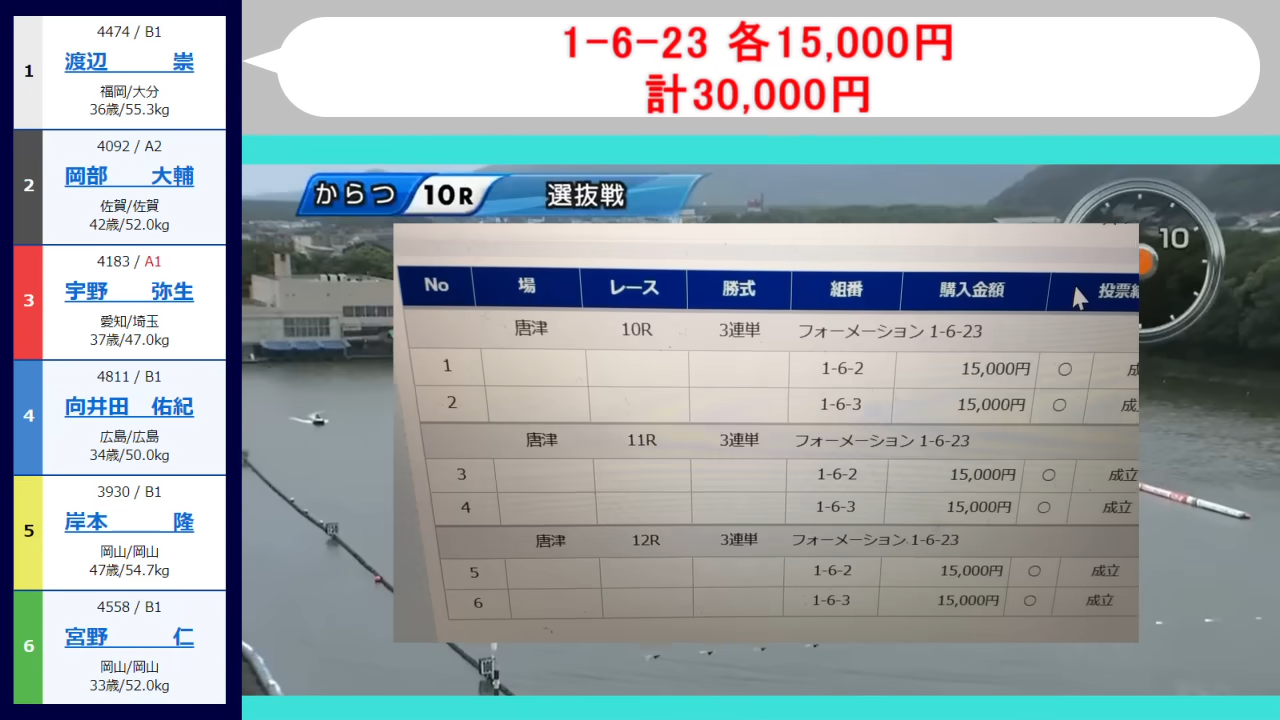 1
4474 / B1
渡辺 崇
福岡/大分
36歳/55.3kg
2
4092 / A2
岡部 大輔
佐賀/佐賀
42歳/52.0kg
3
4183 / A1
宇野 弥生
愛知/埼玉
37歳/47.0kg
4
4811 / B1
向井田 佑紀
広島/広島
34歳/50.0kg
5
3930 / B1
岸本 隆
岡山/岡山
47歳/54.7kg
6
4558 / B1
宮野 仁
岡山/岡山
33歳/52.0kg
1-6-23 各15,000円
計30,000円
からつ 10R 選抜戦
10
No 場 レース 勝式 組番 購入金額 投票
唐津 10R 3連単 フォーメーション 1-6-23
1 1-6-2 15,000円 ○ 成
2 1-6-3 15,000円 ○ 成
唐津 11R 3連単 フォーメーション 1-6-23
3 1-6-2 15,000円 ○ 成立
4 1-6-3 15,000円 ○ 成立
唐津 12R 3連単 フォーメーション 1-6-23
5 1-6-2 15,000円 ○ 成立
6 1-6-3 15,000円 ○ 成立